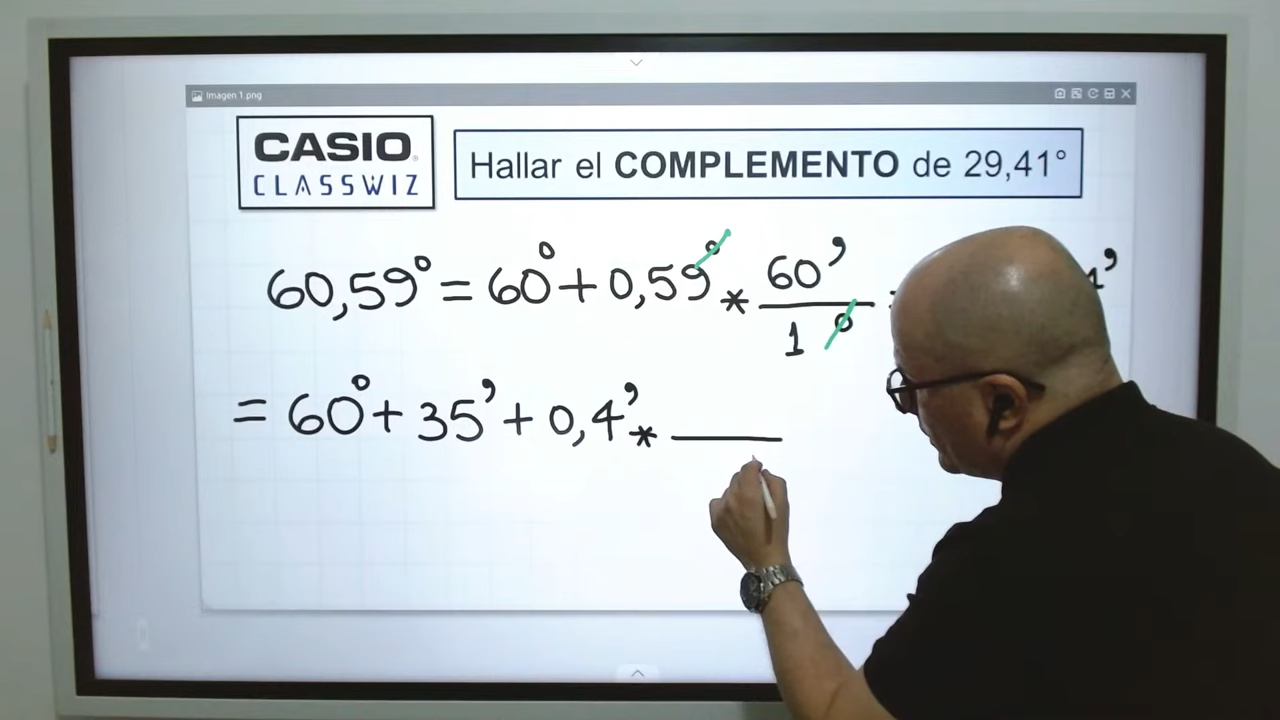 Imagen 1.png
CASIO
CLASSWIZ
Hallar el COMPLEMENTO de 29,41°
60,59° = 60° + 0,59° * 60’ / 1° =
= 60° + 35’ + 0,4’ *